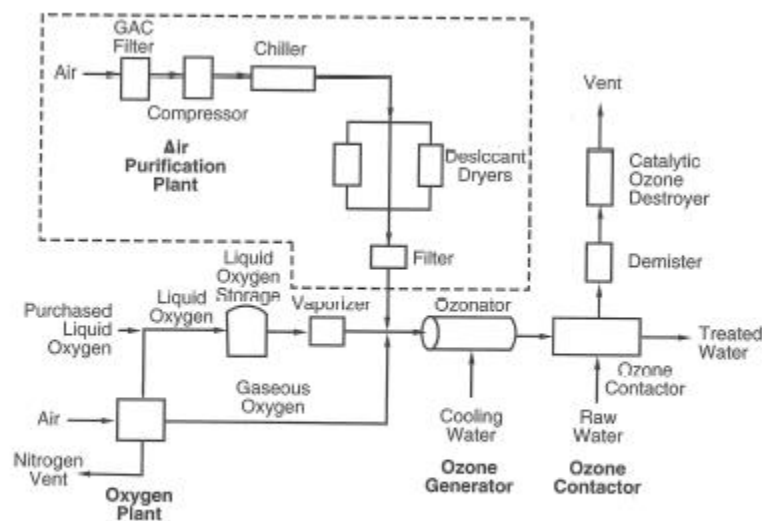 GAC
Filter
Chiller
Air
Compressor
Air
Purification
Plant
Desiccant
Dryers
Vent
Catalytic
Ozone
Destroyer
Demister
Filter
Liquid
Oxygen
Storage
Purchased
Liquid
Oxygen
Liquid
Oxygen
Vaporizer
Ozonator
Treated
Water
Ozone
Contactor
Gaseous
Oxygen
Air
Cooling
Water
Raw
Water
Nitrogen
Vent
Oxygen
Plant
Ozone
Generator
Ozone
Contactor